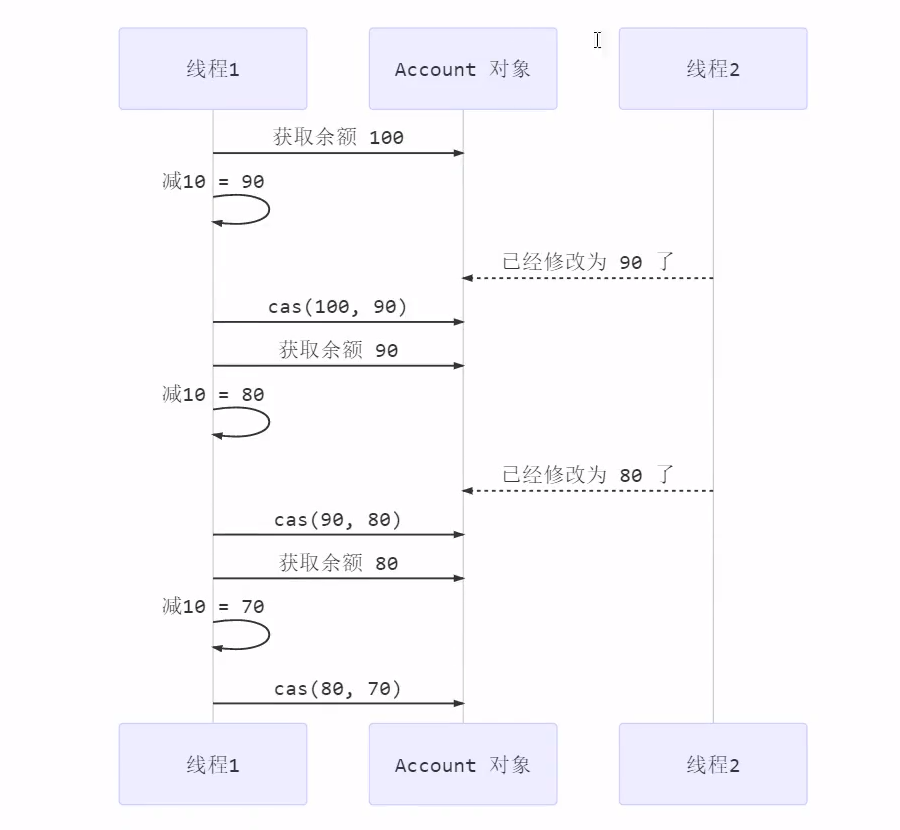 线程1
Account 对象
线程2
获取余额 100
减10 = 90
已经修改为 90 了
cas(100, 90)
获取余额 90
减10 = 80
已经修改为 80 了
cas(90, 80)
获取余额 80
减10 = 70
cas(80, 70)
线程1
Account 对象
线程2